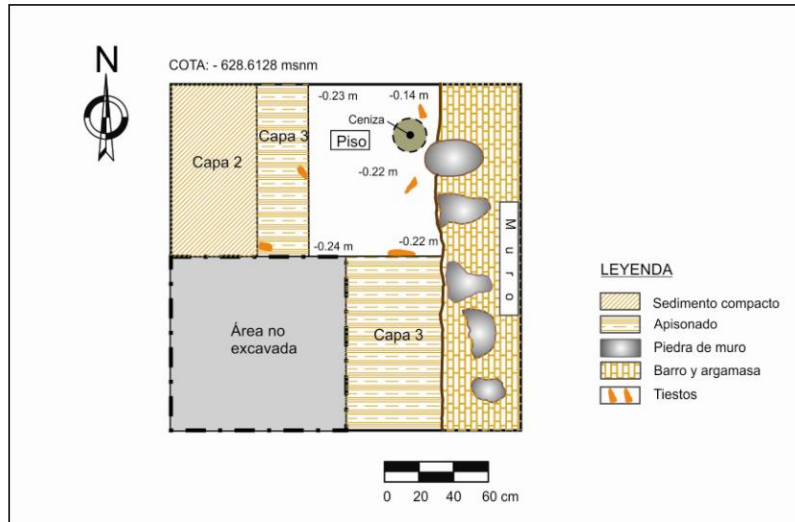 N
COTA: - 628.6128 msnm
-0.23 m
-0.14 m
Ceniza
Capa 3
Piso
Capa 2
-0.22 m
Muro
-0.24 m
-0.22 m
Área no
excavada
Capa 3
LEYENDA
Sedimento compacto
Apisonado
Piedra de muro
Barro y argamasa
Tiestos
0 20 40 60 cm